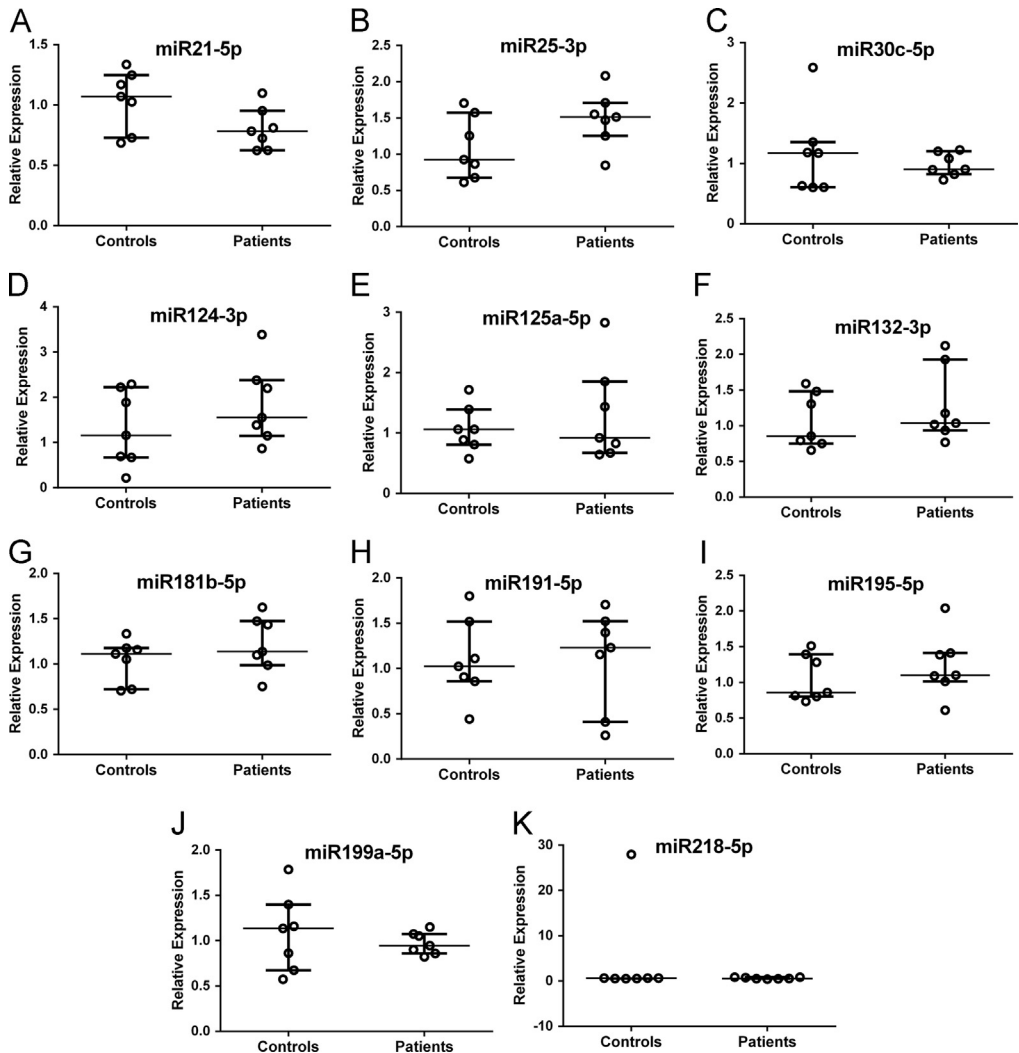 A
miR21-5p
Relative Expression
1.5
1.0
0.5
0.0
Controls Patients
B
miR25-3p
Relative Expression
2.5
2.0
1.5
1.0
0.5
0.0
Controls Patients
C
miR30c-5p
Relative Expression
3
2
1
0
Controls Patients
D
miR124-3p
Relative Expression
4
3
2
1
0
Controls Patients
E
miR125a-5p
Relative Expression
3
2
1
0
Controls Patients
F
miR132-3p
Relative Expression
2.5
2.0
1.5
1.0
0.5
0.0
Controls Patients
G
miR181b-5p
Relative Expression
2.0
1.5
1.0
0.5
0.0
Controls Patients
H
miR191-5p
Relative Expression
2.0
1.5
1.0
0.5
0.0
Controls Patients
I
miR195-5p
Relative Expression
2.5
2.0
1.5
1.0
0.5
0.0
Controls Patients
J
miR199a-5p
Relative Expression
2.0
1.5
1.0
0.5
0.0
Controls Patients
K
miR218-5p
Relative Expression
30
20
10
0
-10
Controls Patients